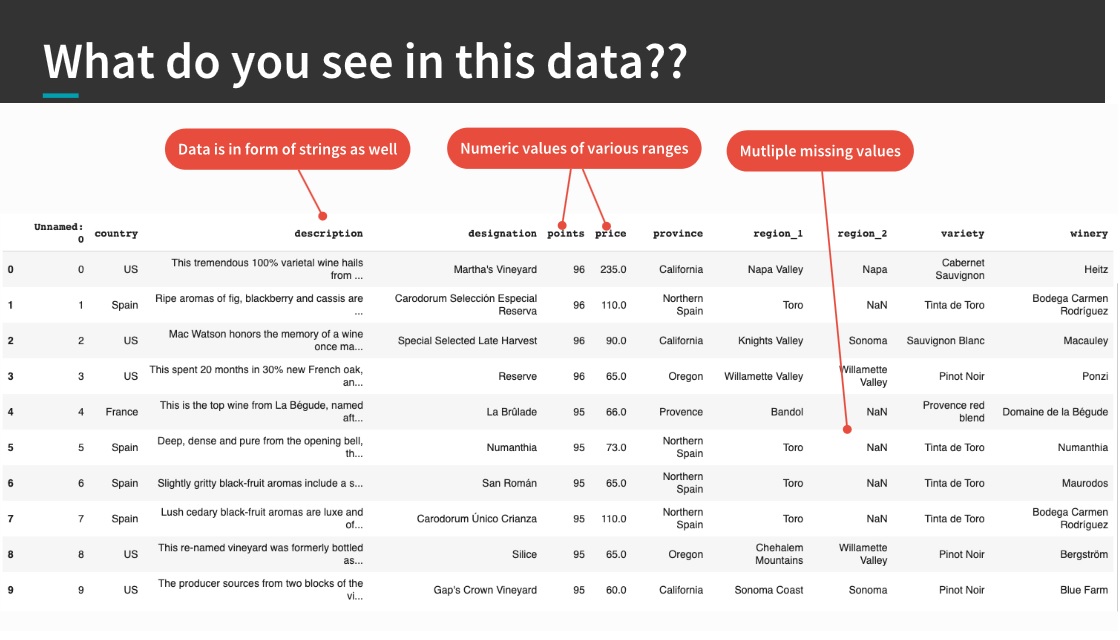 What do you see in this data??
Data is in form of strings as well
Numeric values of various ranges
Mutliple missing values
Unnamed: 0 country description designation points price province region_1 region_2 variety winery
0 0 US This tremendous 100% varietal wine hails from ... Martha's Vineyard 96 235.0 California Napa Valley Napa Cabernet Sauvignon Heitz
1 1 Spain Ripe aromas of fig, blackberry and cassis are ... Carodorum Selección Especial Reserva 96 110.0 Northern Spain Toro NaN Tinta de Toro Bodega Carmen Rodríguez
2 2 US Mac Watson honors the memory of a wine once ma... Special Selected Late Harvest 96 90.0 California Knights Valley Sonoma Sauvignon Blanc Macauley
3 3 US This spent 20 months in 30% new French oak, an... Reserve 96 65.0 Oregon Willamette Valley Willamette Valley Pinot Noir Ponzi
4 4 France This is the top wine from La Bégude, named aft... La Brûlade 95 66.0 Provence Bandol NaN Provence red blend Domaine de la Bégude
5 5 Spain Deep, dense and pure from the opening bell, th... Numanthia 95 73.0 Northern Spain Toro NaN Tinta de Toro Numanthia
6 6 Spain Slightly gritty black-fruit aromas include a s... San Román 95 65.0 Northern Spain Toro NaN Tinta de Toro Maurodos
7 7 Spain Lush cedary black-fruit aromas are luxe and of... Carodorum Único Crianza 95 110.0 Northern Spain Toro NaN Tinta de Toro Bodega Carmen Rodríguez
8 8 US This re-named vineyard was formerly bottled as... Silice 95 65.0 Oregon Chehalem Mountains Willamette Valley Pinot Noir Bergström
9 9 US The producer sources from two blocks of the vi... Gap's Crown Vineyard 95 60.0 California Sonoma Coast Sonoma Pinot Noir Blue Farm